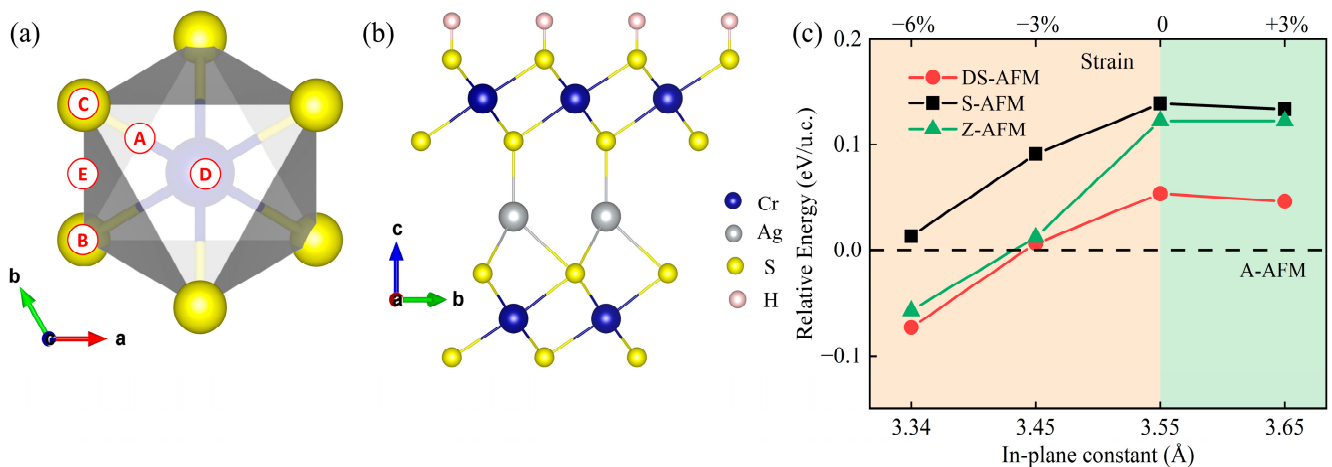 (a)
C
A
E
D
B
b
c
a
(b)
c
a
b
Cr
Ag
S
H
(c)
−6%
−3%
0
+3%
Strain
DS-AFM
S-AFM
Z-AFM
A-AFM
0.2
0.1
0.0
−0.1
Relative Energy (eV/u.c.)
3.34
3.45
3.55
3.65
In-plane constant (Å)